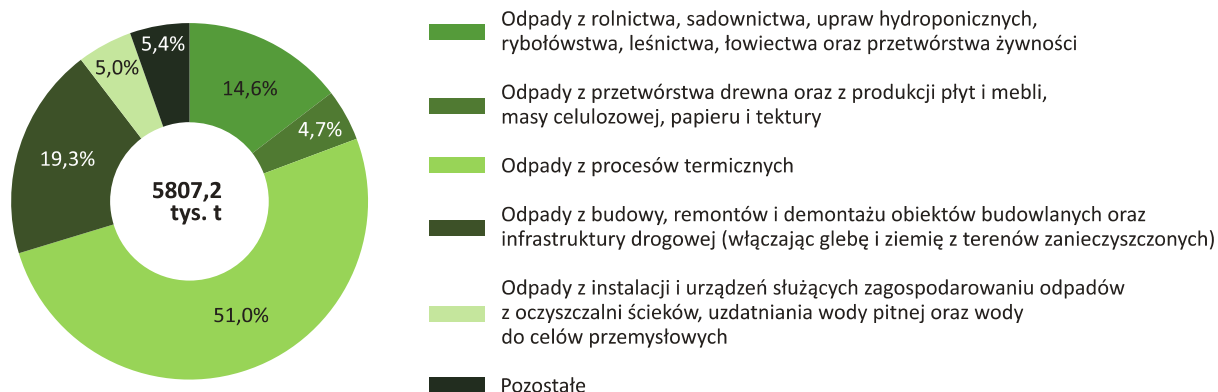 5,4%
5,0%
14,6%
4,7%
19,3%
5807,2
tys. t
51,0%
Odpady z rolnictwa, sadownictwa, upraw hydroponicznych,
rybołówstwa, leśnictwa, łowiectwa oraz przetwórstwa żywności
Odpady z przetwórstwa drewna oraz z produkcji płyt i mebli,
masy celulozowej, papieru i tektury
Odpady z procesów termicznych
Odpady z budowy, remontów i demontażu obiektów budowlanych oraz
infrastruktury drogowej (włączając glebę i ziemię z terenów zanieczyszczonych)
Odpady z instalacji i urządzeń służących zagospodarowaniu odpadów
z oczyszczalni ścieków, uzdatniania wody pitnej oraz wody
do celów przemysłowych
Pozostałe